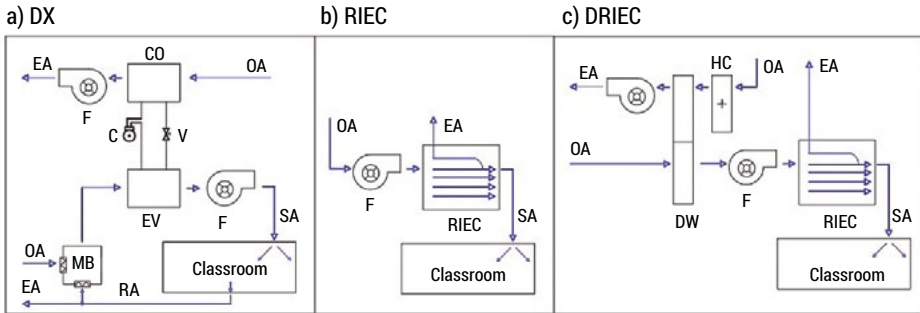 a) DX
EA
F
CO
OA
C
V
EV
F
SA
OA
MB
EA
RA
Classroom
b) RIEC
OA
EA
F
RIEC
SA
Classroom
c) DRIEC
EA
F
HC
OA
EA
+
OA
DW
F
RIEC
SA
Classroom